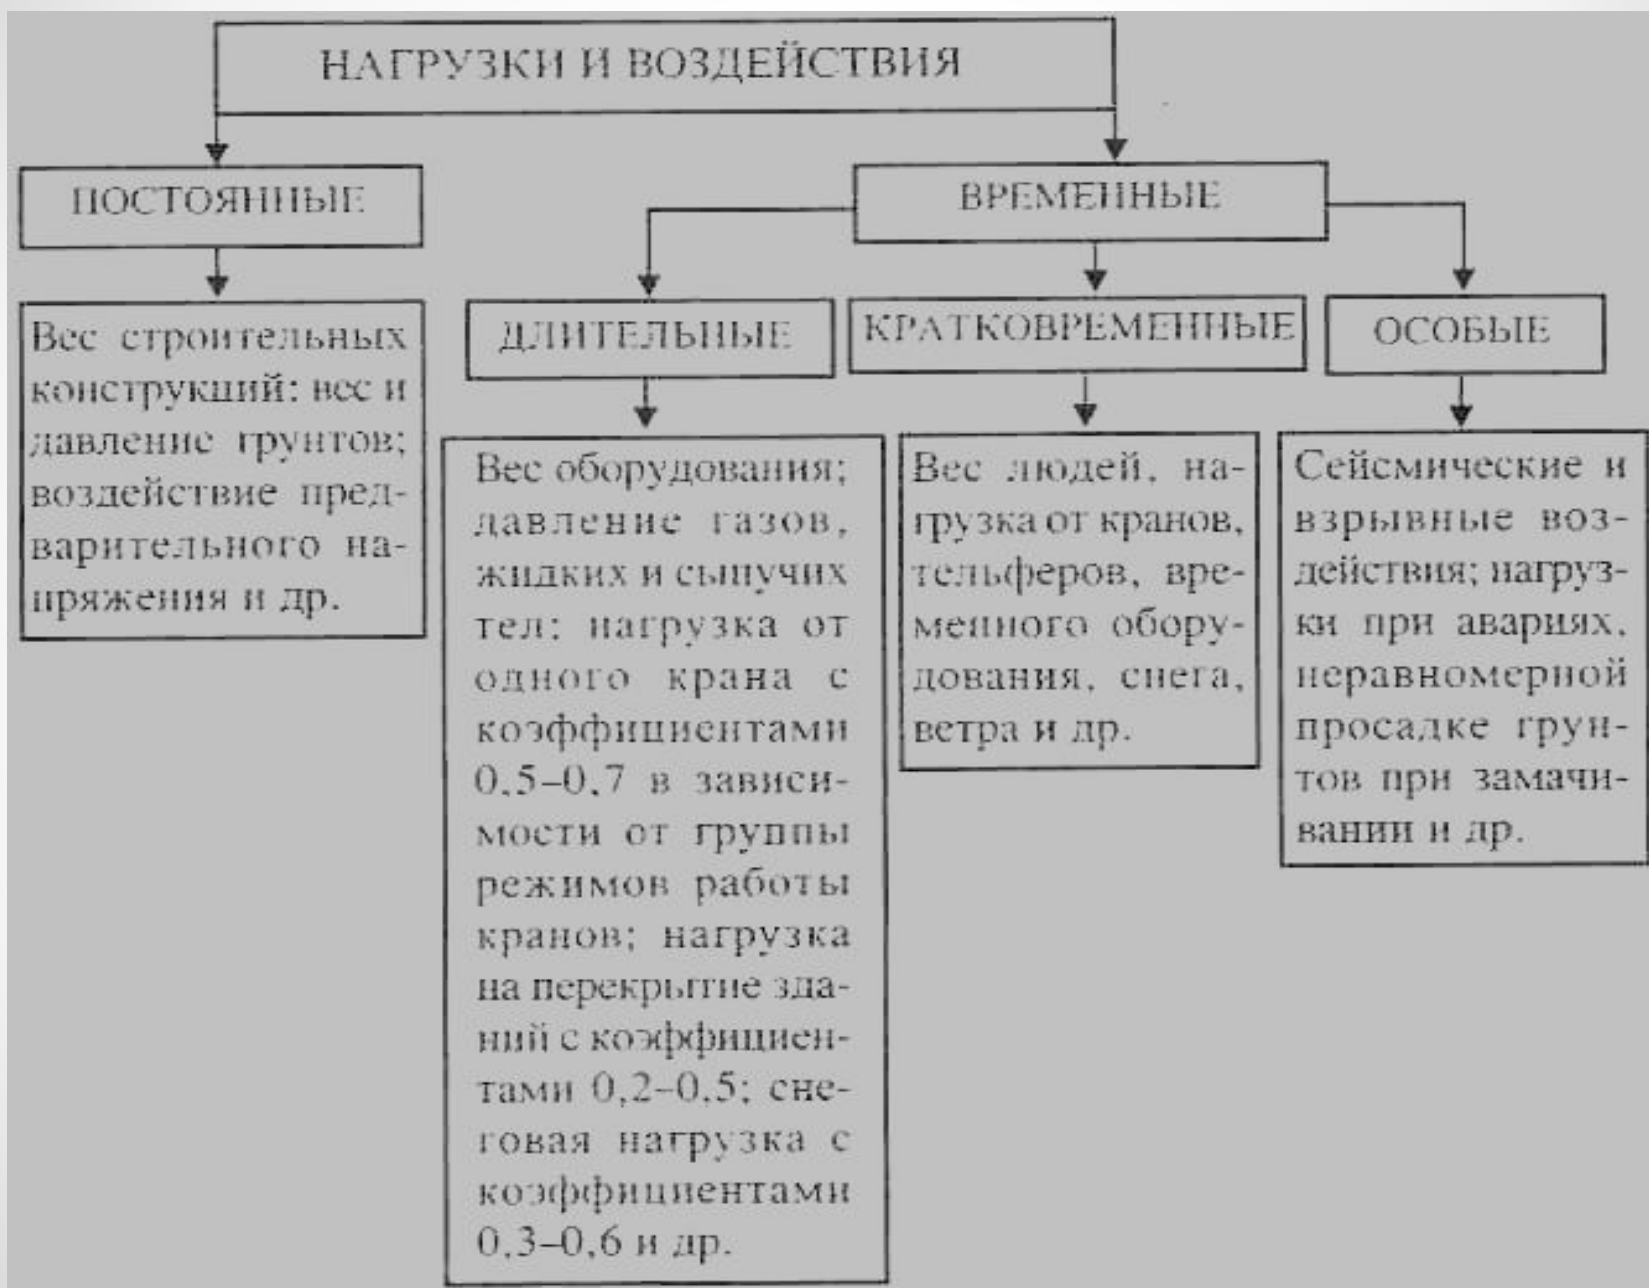 НАГРУЗКИ И ВОЗДЕЙСТВИЯ
ПОСТОЯННЫЕ
ВРЕМЕННЫЕ
Вес строительных
конструкций: вес и
давление грунтов;
воздействие пред-
варительного на-
пряжения и др.
ДЛИТЕЛЬНЫЕ
КРАТКОВРЕМЕННЫЕ
ОСОБЫЕ
Вес оборудования;
давление газов,
жидких и сыпучих
тел: нагрузка от
одного крана с
коэффициентами
0,5–0,7 в зависи-
мости от группы
режимов работы
кранов; нагрузка
на перекрытие зда-
ний с коэффициен-
тами 0,2–0,5; сне-
говая нагрузка с
коэффициентами
0,3–0,6 и др.
Вес людей, на-
грузка от кранов,
тельферов, вре-
менного обору-
дования, снега,
ветра и др.
Сейсмические и
взрывные воз-
действия; нагруз-
ки при авариях,
неравномерной
просадке грун-
тов при замачи-
вании и др.